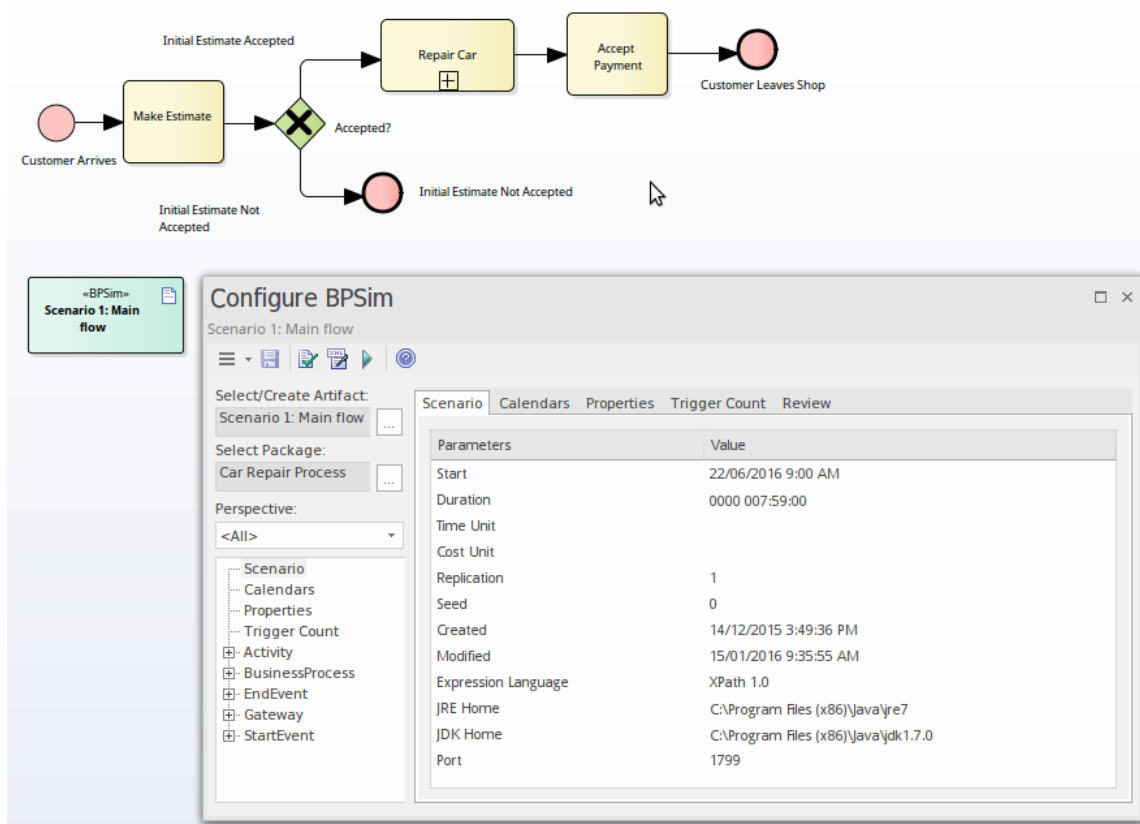 Initial Estimate Accepted
Repair Car
Accept
Payment
Customer Leaves Shop
Make Estimate
Accepted?
Customer Arrives
Initial Estimate Not Accepted
Initial Estimate Not
Accepted
«BPSim»
Scenario 1: Main
flow
Configure BPSim
Scenario 1: Main flow
Select/Create Artifact:
Scenario 1: Main flow
...
Select Package:
Car Repair Process
...
Perspective:
<All>
Scenario
Calendars
Properties
Trigger Count
Activity
BusinessProcess
EndEvent
Gateway
StartEvent
Scenario Calendars Properties Trigger Count Review
Parameters Value
Start 22/06/2016 9:00 AM
Duration 0000 007:59:00
Time Unit
Cost Unit
Replication 1
Seed 0
Created 14/12/2015 3:49:36 PM
Modified 15/01/2016 9:35:55 AM
Expression Language XPath 1.0
JRE Home C:\Program Files (x86)\Java\jre7
JDK Home C:\Program Files (x86)\Java\jdk1.7.0
Port 1799